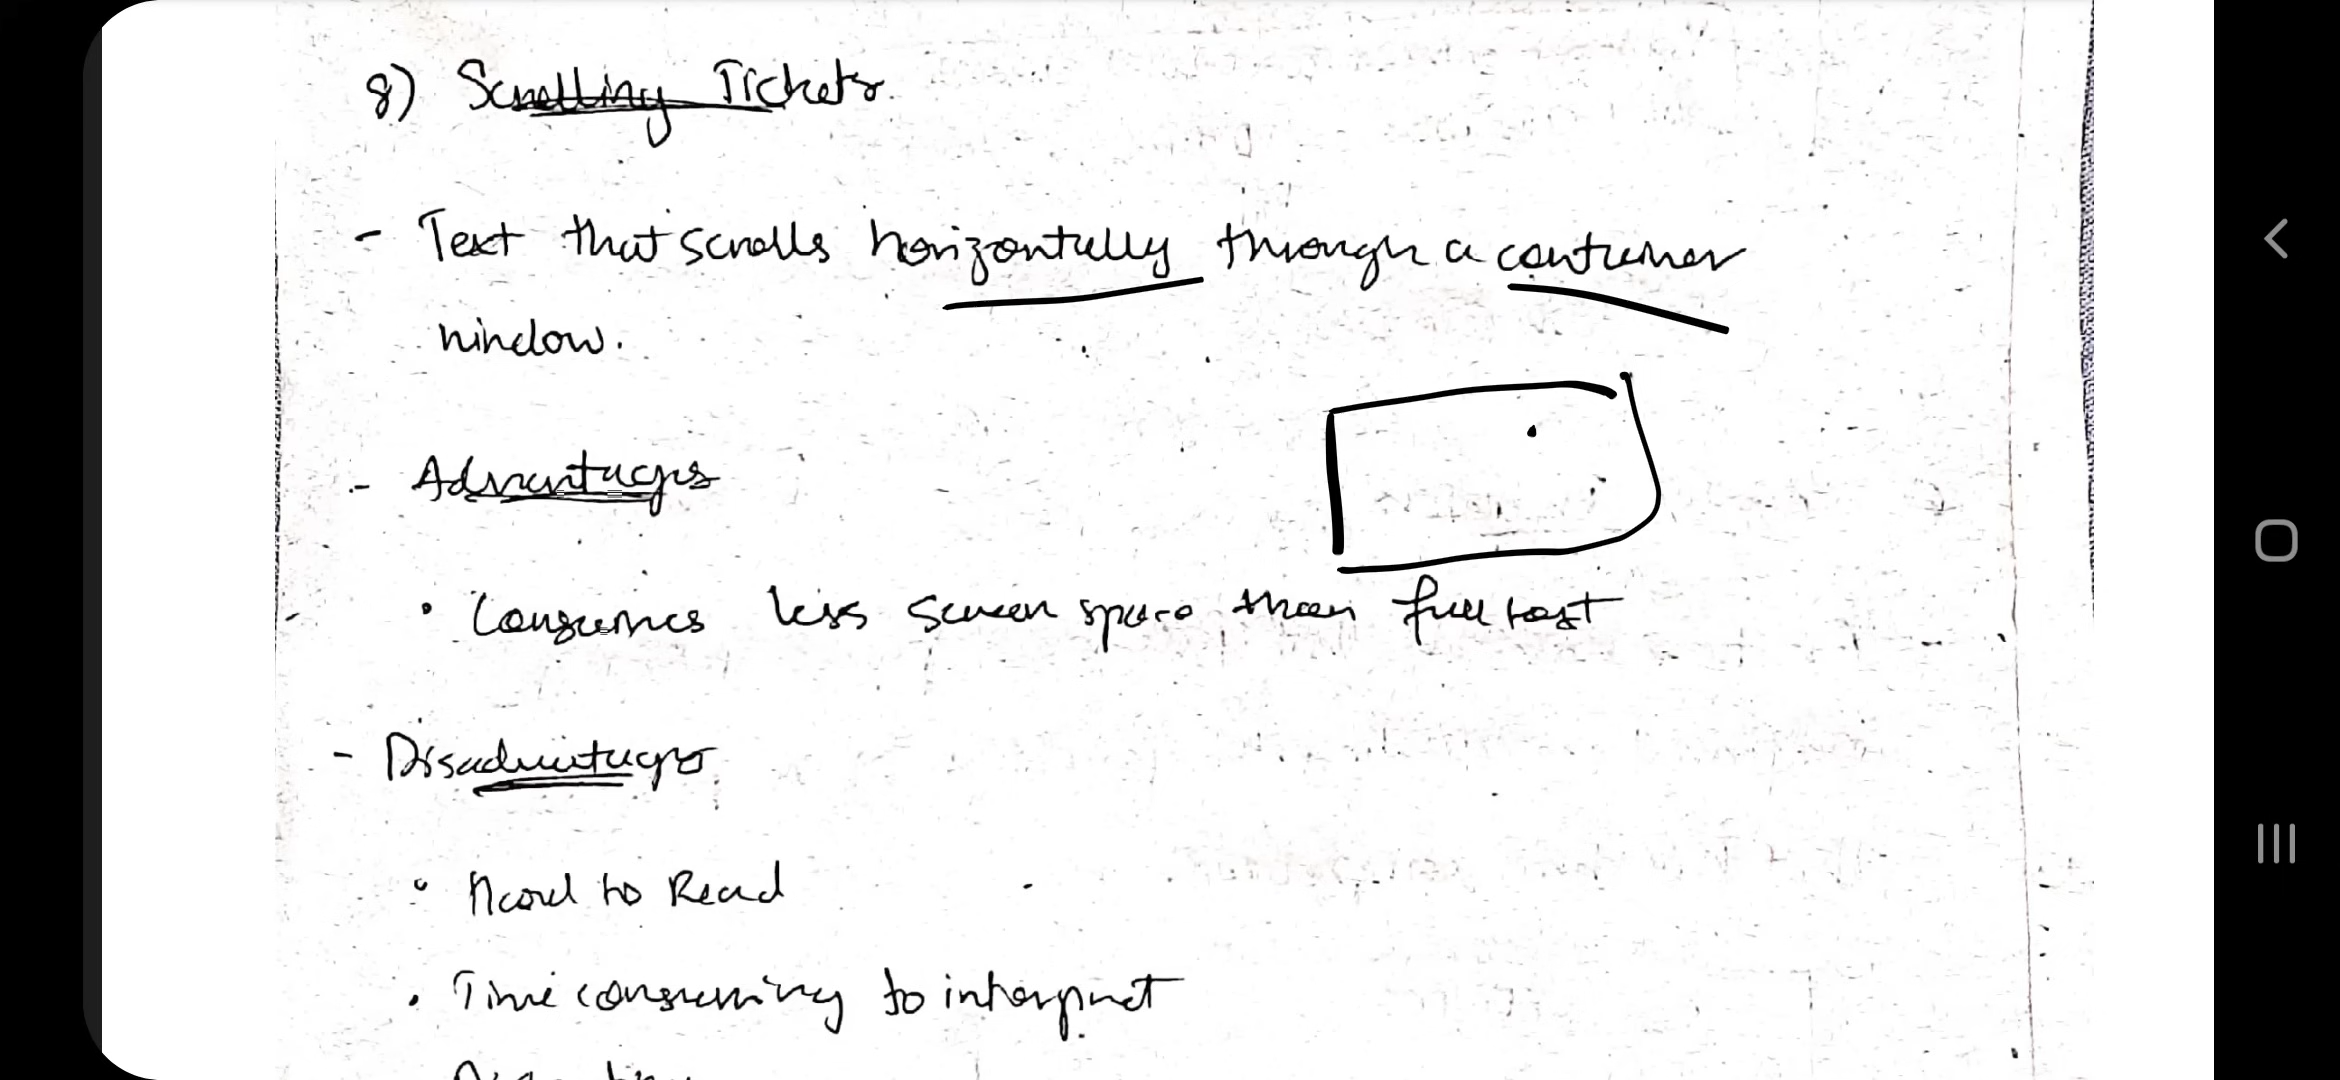 8) Scrolling Tickets.
- Text that scrolls horizontally through a container
window.
- Advantages
• Consumes less screen space than full text
- Disadvantages
• Hard to Read
• Time consuming to interpret